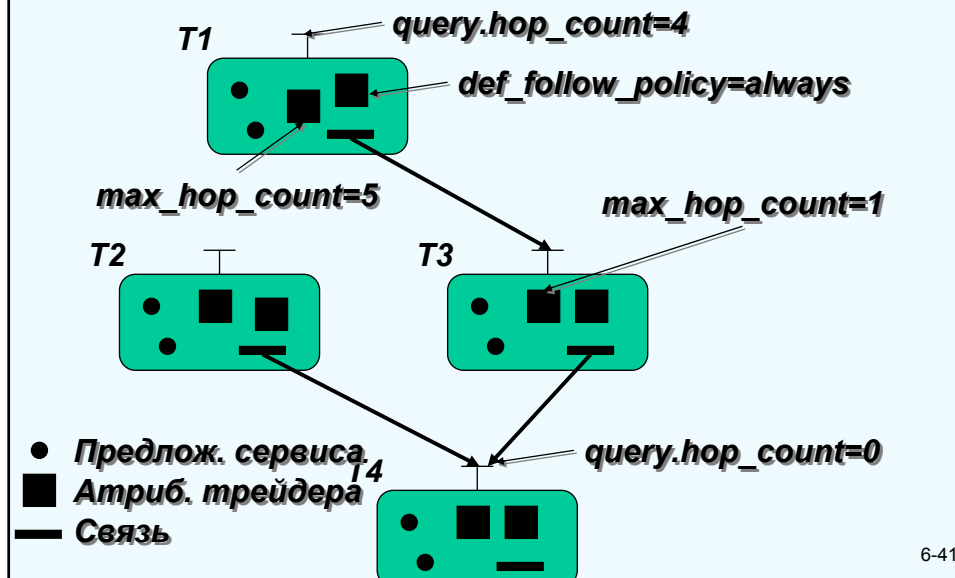 T1
query.hop_count=4
def_follow_policy=always
max_hop_count=5
max_hop_count=1
T2
T3
Предлож. сервиса.
query.hop_count=0
T4
Атриб. трейдера
Связь
6-41